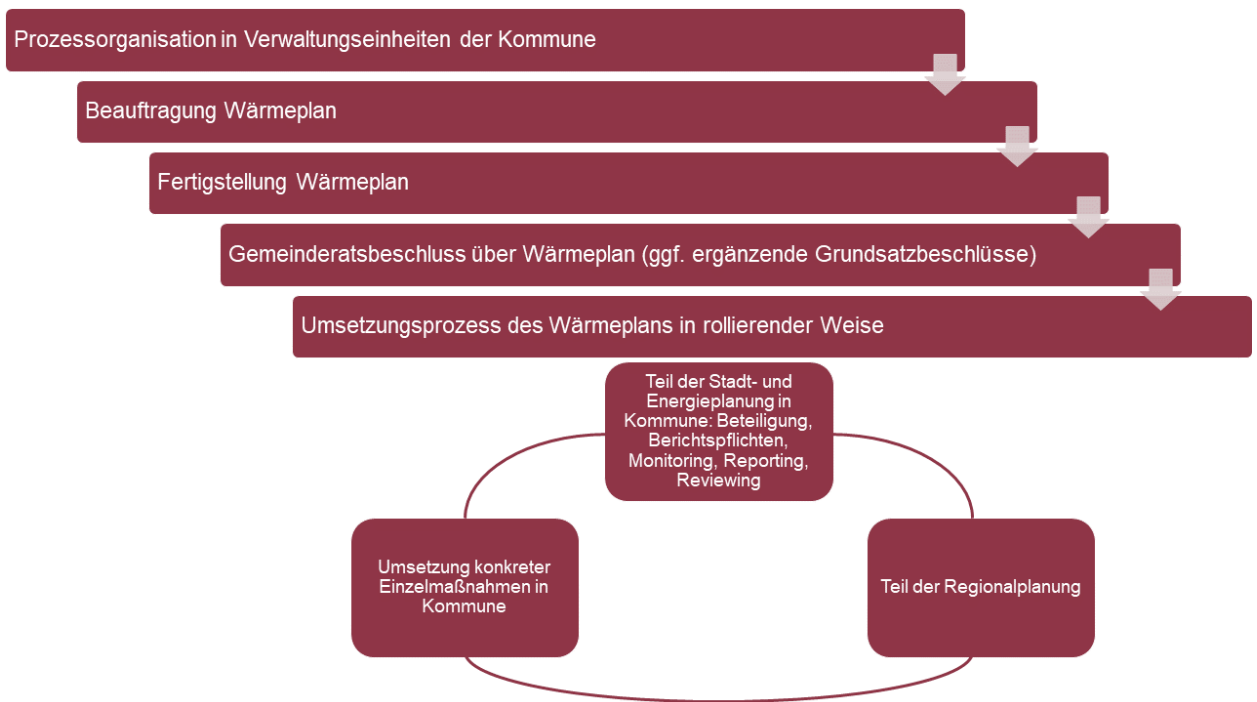 Prozessorganisation in Verwaltungseinheiten der Kommune
Beauftragung Wärmeplan
Fertigstellung Wärmeplan
Gemeinderatsbeschluss über Wärmeplan (ggf. ergänzende Grundsatzbeschlüsse)
Umsetzungsprozess des Wärmeplans in rollierender Weise
Teil der Stadt- und
Energieplanung in
Kommune: Beteiligung,
Berichtspflichten,
Monitoring, Reporting,
Reviewing
Umsetzung konkreter
Einzelmaßnahmen in
Kommune
Teil der Regionalplanung